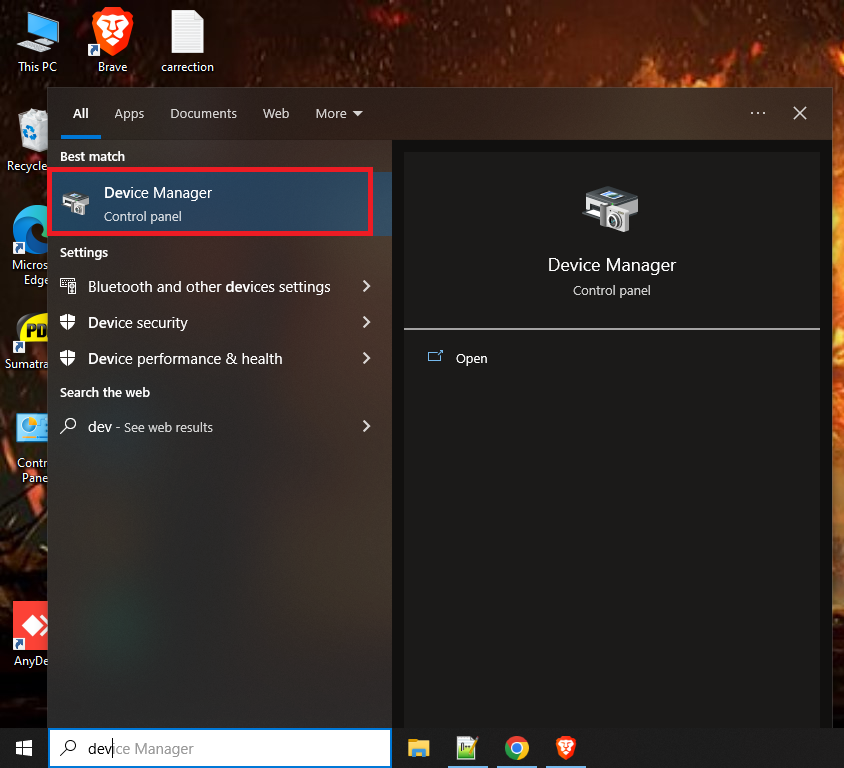 This PC
Brave
carrection
All
Apps
Documents
Web
More
Best match
Device Manager
Control panel
Settings
Bluetooth and other devices settings
Device security
Device performance & health
Search the web
dev - See web results
Device Manager
Control panel
Open
Recycle
Micros
Edge
PD
Sumatra
Contr
Pane
AnyDe
device Manager